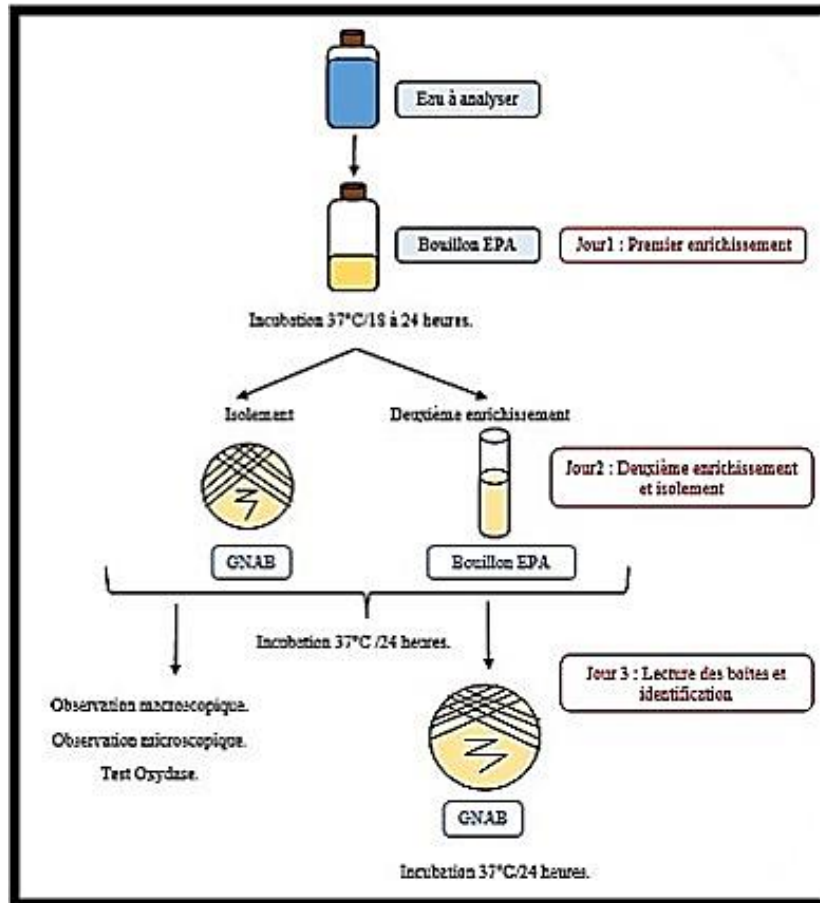 Eau à analyser
Bouillon EPA
Jour1 : Premier enrichissement
Incubation 37°C/18 à 24 heures.
Isolement
Deuxième enrichissement
Jour2 : Deuxième enrichissement
et isolement
GNAB
Bouillon EPA
Incubation 37°C /24 heures.
Jour 3 : Lecture des boites et
identification
Observation macroscopique.
Observation microscopique.
Test Oxydase.
GNAB
Incubation 37°C/24 heures.